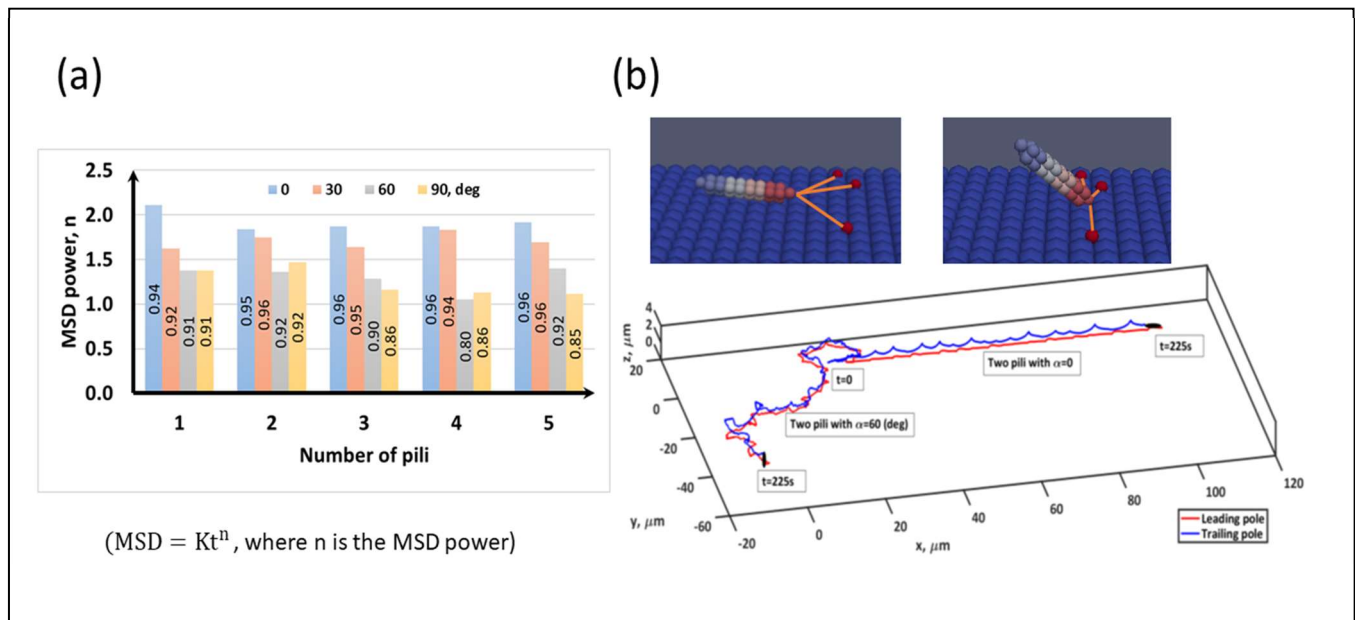 (a)
2.5
2.0
1.5
1.0
0.5
0.0
MSD power, n
0 30 60 90, deg
0.94 0.92 0.91 0.91
0.95 0.96 0.92 0.92
0.96 0.95 0.90 0.86
0.96 0.94 0.80 0.86
0.96 0.96 0.92 0.85
1 2 3 4 5
Number of pili
(MSD = Ktⁿ, where n is the MSD power)
(b)
z, μm
4
2
0
20
0
-20
-40
-60
y, μm
-20
0
20
40
60
80
100
120
x, μm
t=0
Two pili with α=0
t=225s
Two pili with α=60 (deg)
t=225s
Leading pole
Trailing pole